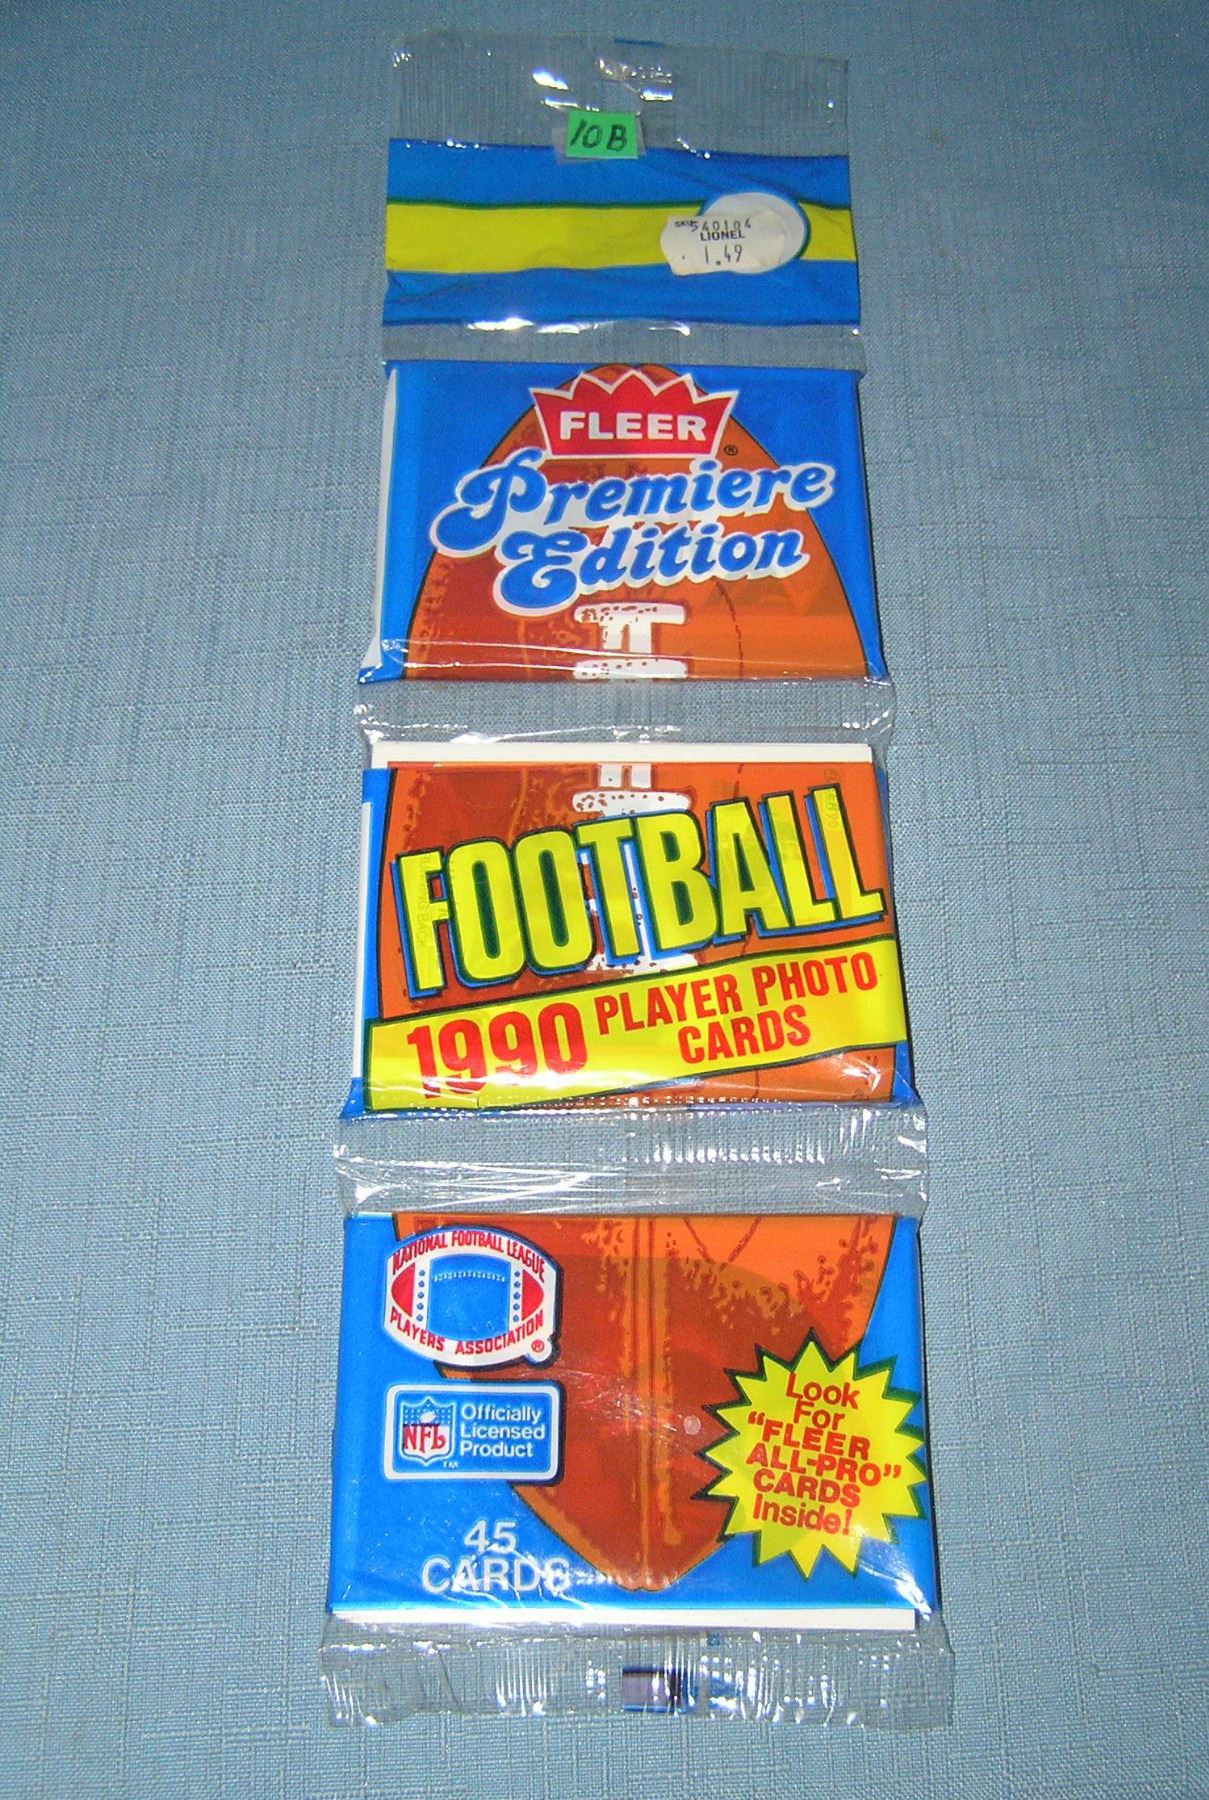 10B
SKU 540104
LIONEL
1.49
FLEER
®
Premiere
Edition
FOOTBALL
1990 PLAYER PHOTO
CARDS
NATIONAL FOOTBALL LEAGUE
PLAYERS ASSOCIATION
®
NFL
TM
Officially
Licensed
Product
Look
For
"FLEER
ALL-PRO"
CARDS
Inside!
45
CARDS